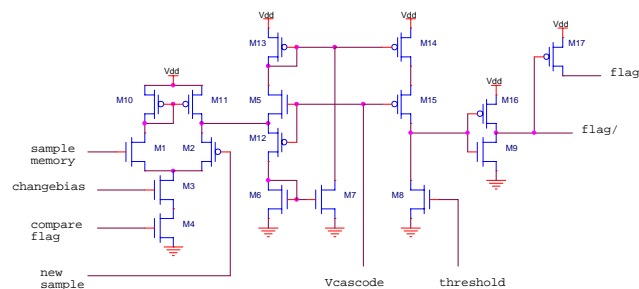 Vdd
Vdd
Vdd
M13
M14
M17
flag
Vdd
Vdd
M10
M11
M5
M15
M16
M12
flag/
sample
memory
M1
M2
M9
changebias
M3
M6
M7
M8
compare
flag
M4
new
sample
Vcascode
threshold